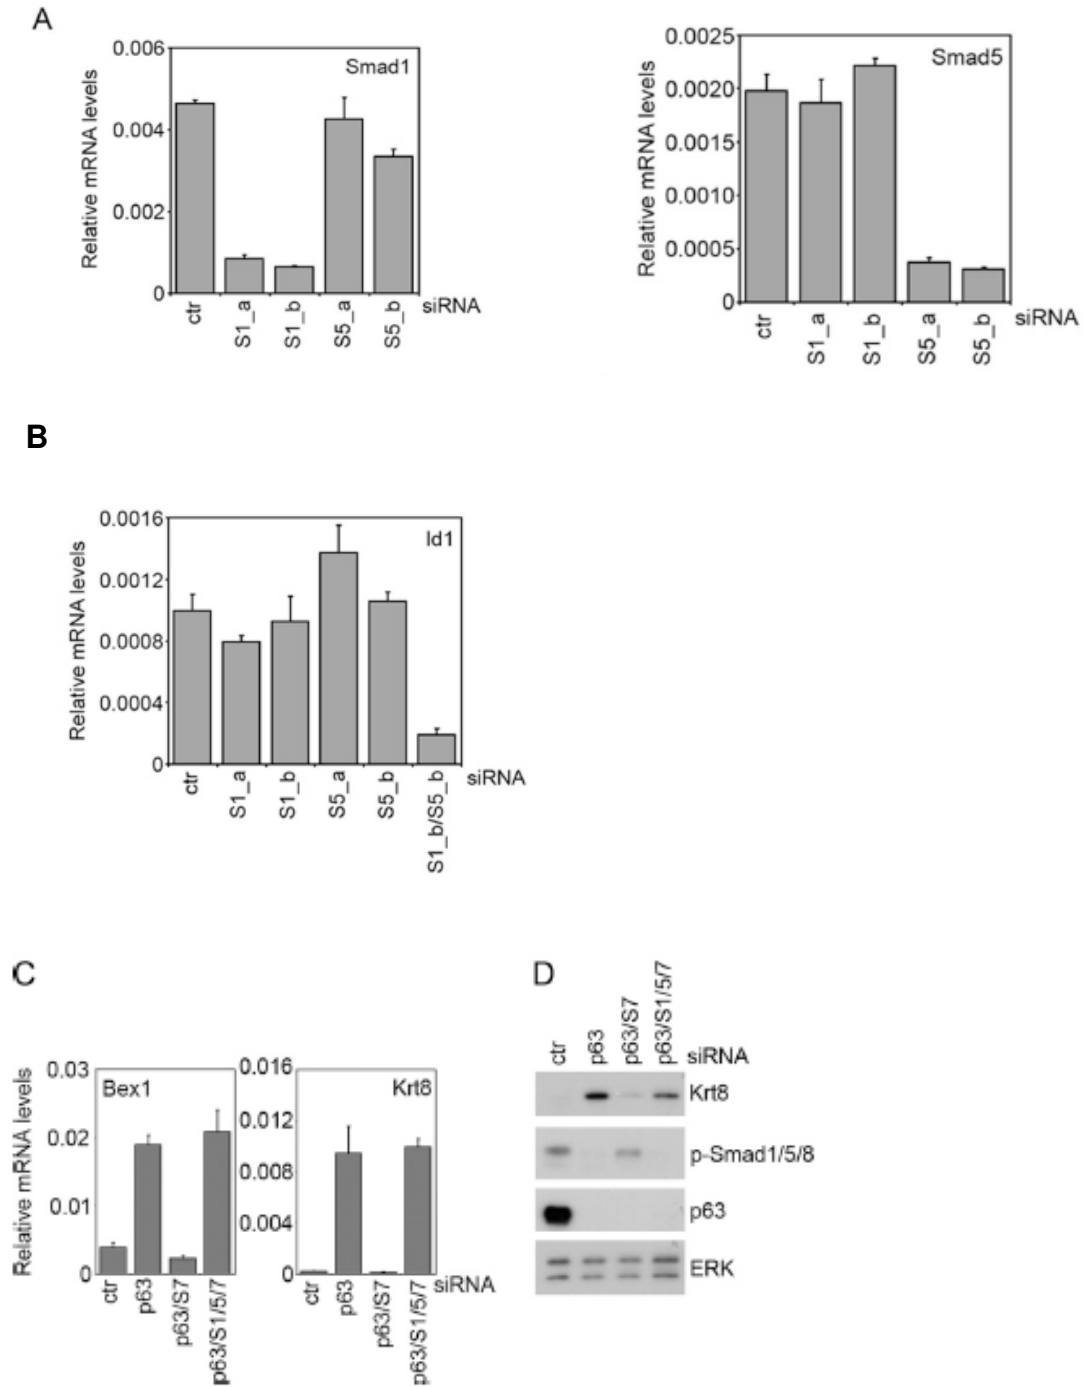 A
Relative mRNA levels
0.006
0.004
0.002
0
Smad1
ctr
S1_a
S1_b
S5_a
S5_b
siRNA
Relative mRNA levels
0.0025
0.0020
0.0015
0.0010
0.0005
0
Smad5
ctr
S1_a
S1_b
S5_a
S5_b
siRNA
B
Relative mRNA levels
0.0016
0.0012
0.0008
0.0004
0
Id1
ctr
S1_a
S1_b
S5_a
S5_b
S1_b/S5_b
siRNA
C
Relative mRNA levels
0.03
0.02
0.01
0
Bex1
ctr
p63
p63/S7
p63/S1/5/7
0.016
0.012
0.008
0.004
0
Krt8
ctr
p63
p63/S7
p63/S1/5/7
siRNA
D
ctr
p63
p63/S7
p63/S1/5/7
siRNA
Krt8
p-Smad1/5/8
p63
ERK